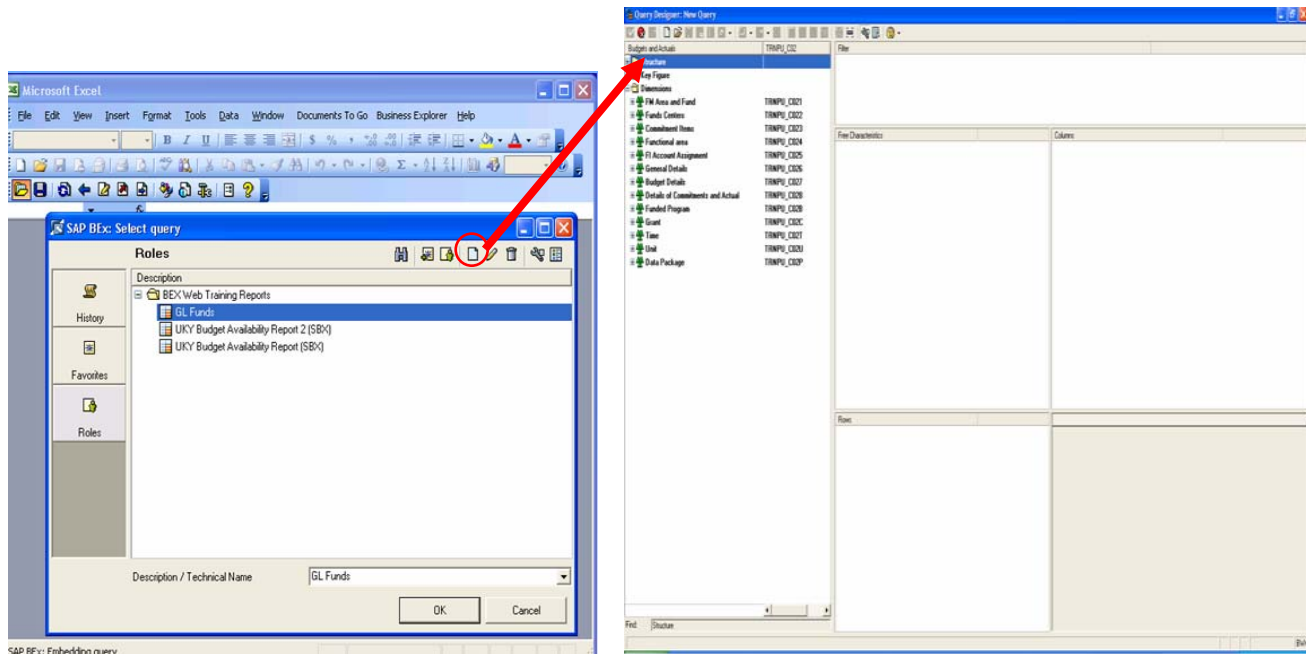 Microsoft Excel
File Edit View Insert Format Tools Data Window Documents To Go Business Explorer Help
SAP BEx: Select query
Roles
History
Favorites
Roles
Description
BEX Web Training Reports
GL Funds
UKY Budget Availability Report 2 (SBX)
UKY Budget Availability Report (SBX)
Description / Technical Name GL Funds
OK Cancel
SAP BEx: Embedding query
Query Designer: New Query
Budgets and Actuals TRNPU_C02
Structure
Key Figure
Dimensions
FM Area and Fund TRNPU_C021
Funds Centers TRNPU_C022
Commitment Items TRNPU_C023
Functional area TRNPU_C024
FI Account Assignment TRNPU_C025
General Details TRNPU_C026
Budget Details TRNPU_C027
Details of Commitments and Actual TRNPU_C028
Funded Program
Grant TRNPU_C02C
Time TRNPU_C02T
Unit TRNPU_C02U
Data Package TRNPU_C02P
Find: Structure
Filter
Free Characteristics
Columns
Rows